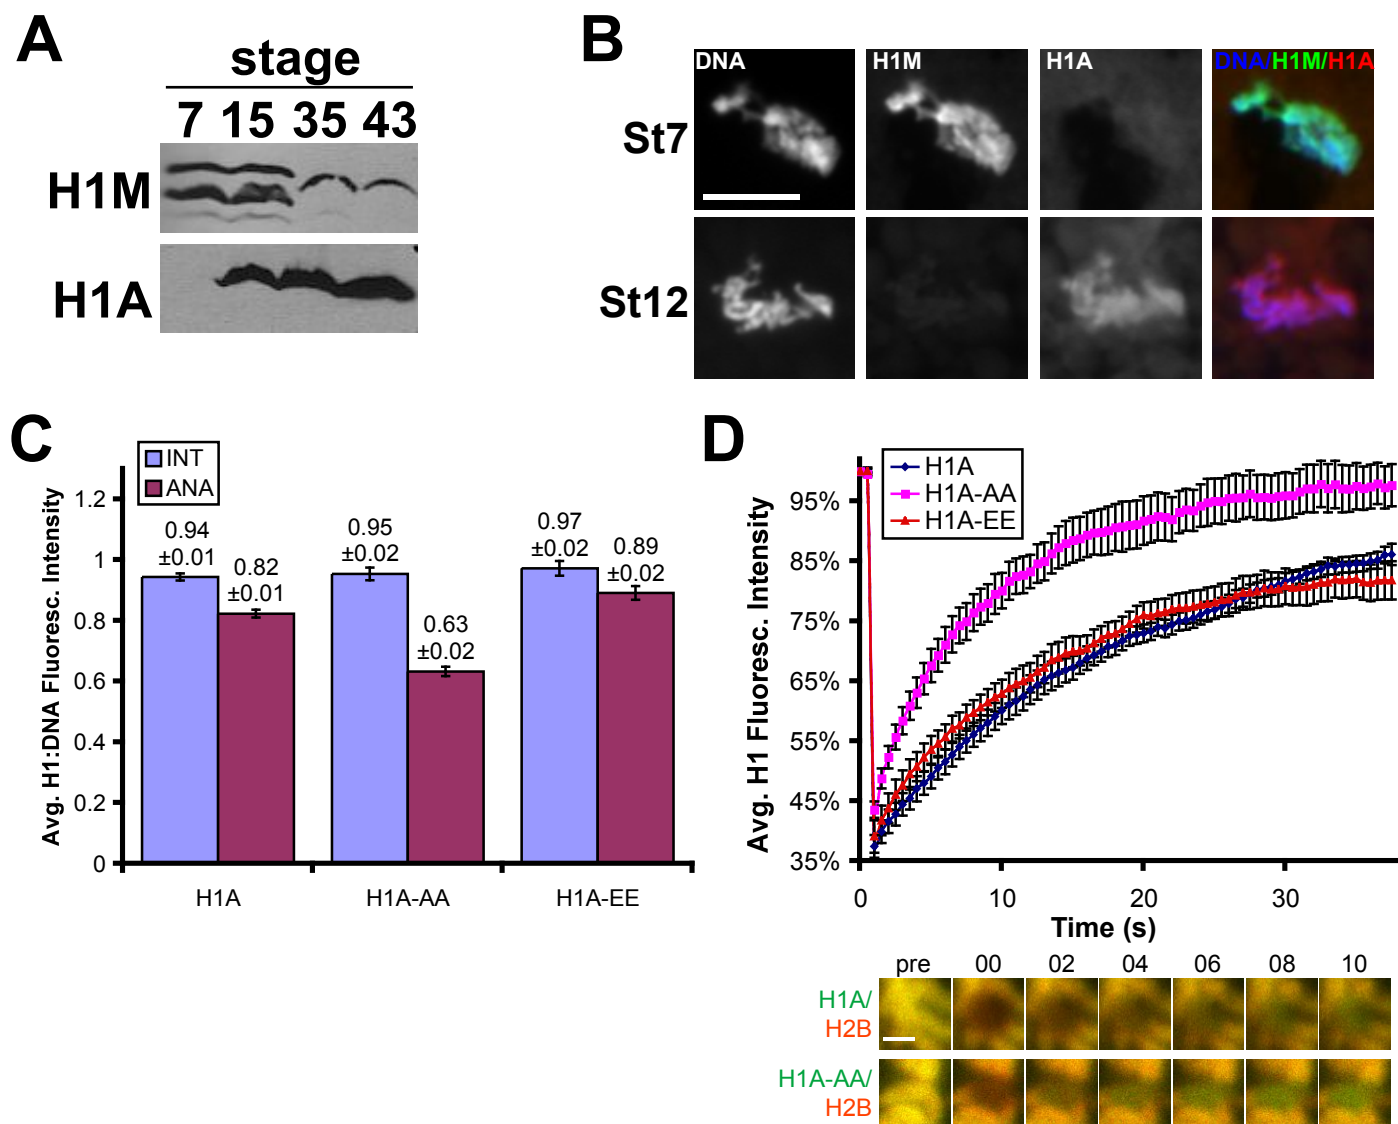 A
stage
7 15 35 43
H1M
H1A
B
DNA H1M H1A DNA/H1M/H1A
St7
St12
C
INT
ANA
Avg. H1:DNA Fluoresc. Intensity
1.2
1
0.8
0.6
0.4
0.2
0
0.94
±0.01
0.82
±0.01
0.95
±0.02
0.63
±0.02
0.97
±0.02
0.89
±0.02
H1A H1A-AA H1A-EE
D
H1A
H1A-AA
H1A-EE
Avg. H1 Fluoresc. Intensity
95%
85%
75%
65%
55%
45%
35%
0 10 20 30
Time (s)
pre 00 02 04 06 08 10
H1A/
H2B
H1A-AA/
H2B